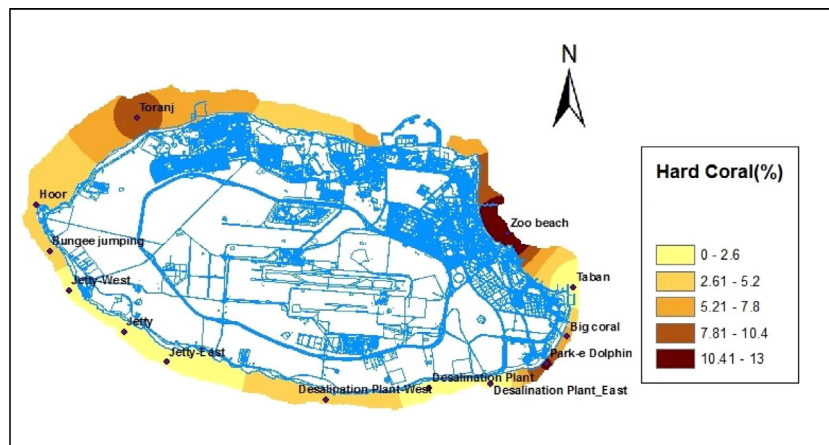 N
Toranj
Hoor
Bungee jumping
Jetty-West
Jetty
Jetty-East
Desalination Plant-West
Desalination Plant
Desalination Plant_East
Park-e Dolphin
Big coral
Taban
Zoo beach
Hard Coral(%)
0 - 2.6
2.61 - 5.2
5.21 - 7.8
7.81 - 10.4
10.41 - 13